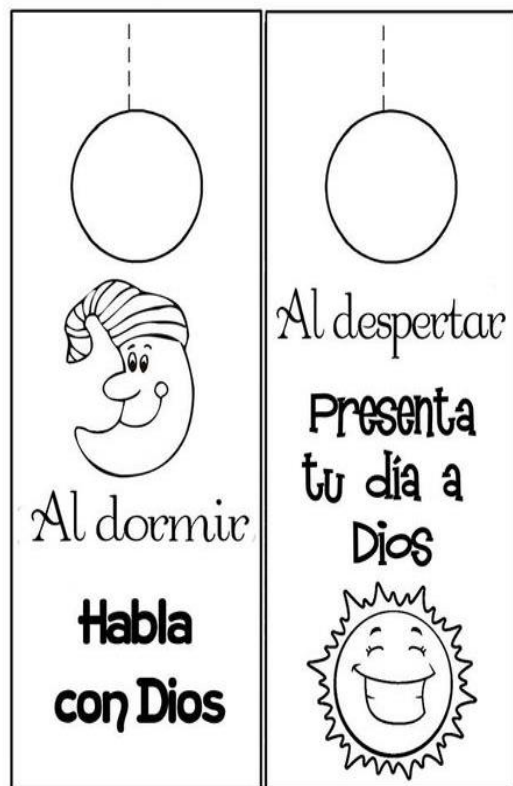 Al dormir
Habla
con Dios
Al despertar
Presenta
tu día a
Dios